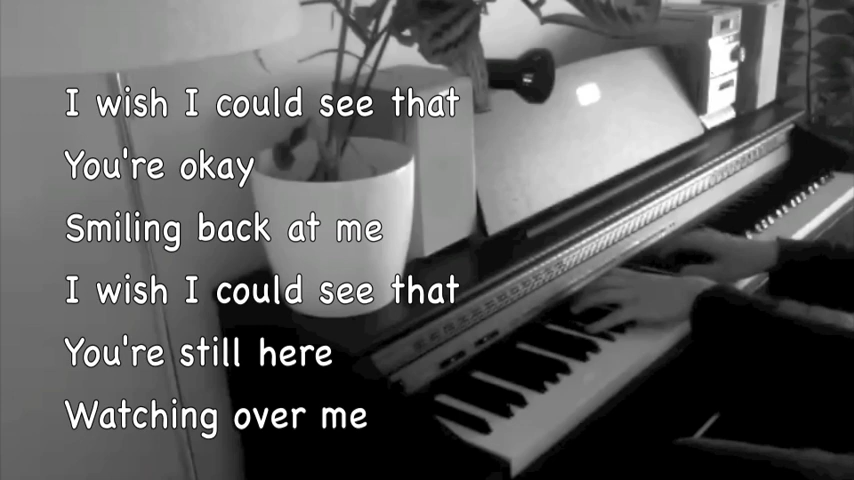 I wish I could see that
You're okay
Smiling back at me
I wish I could see that
You're still here
Watching over me